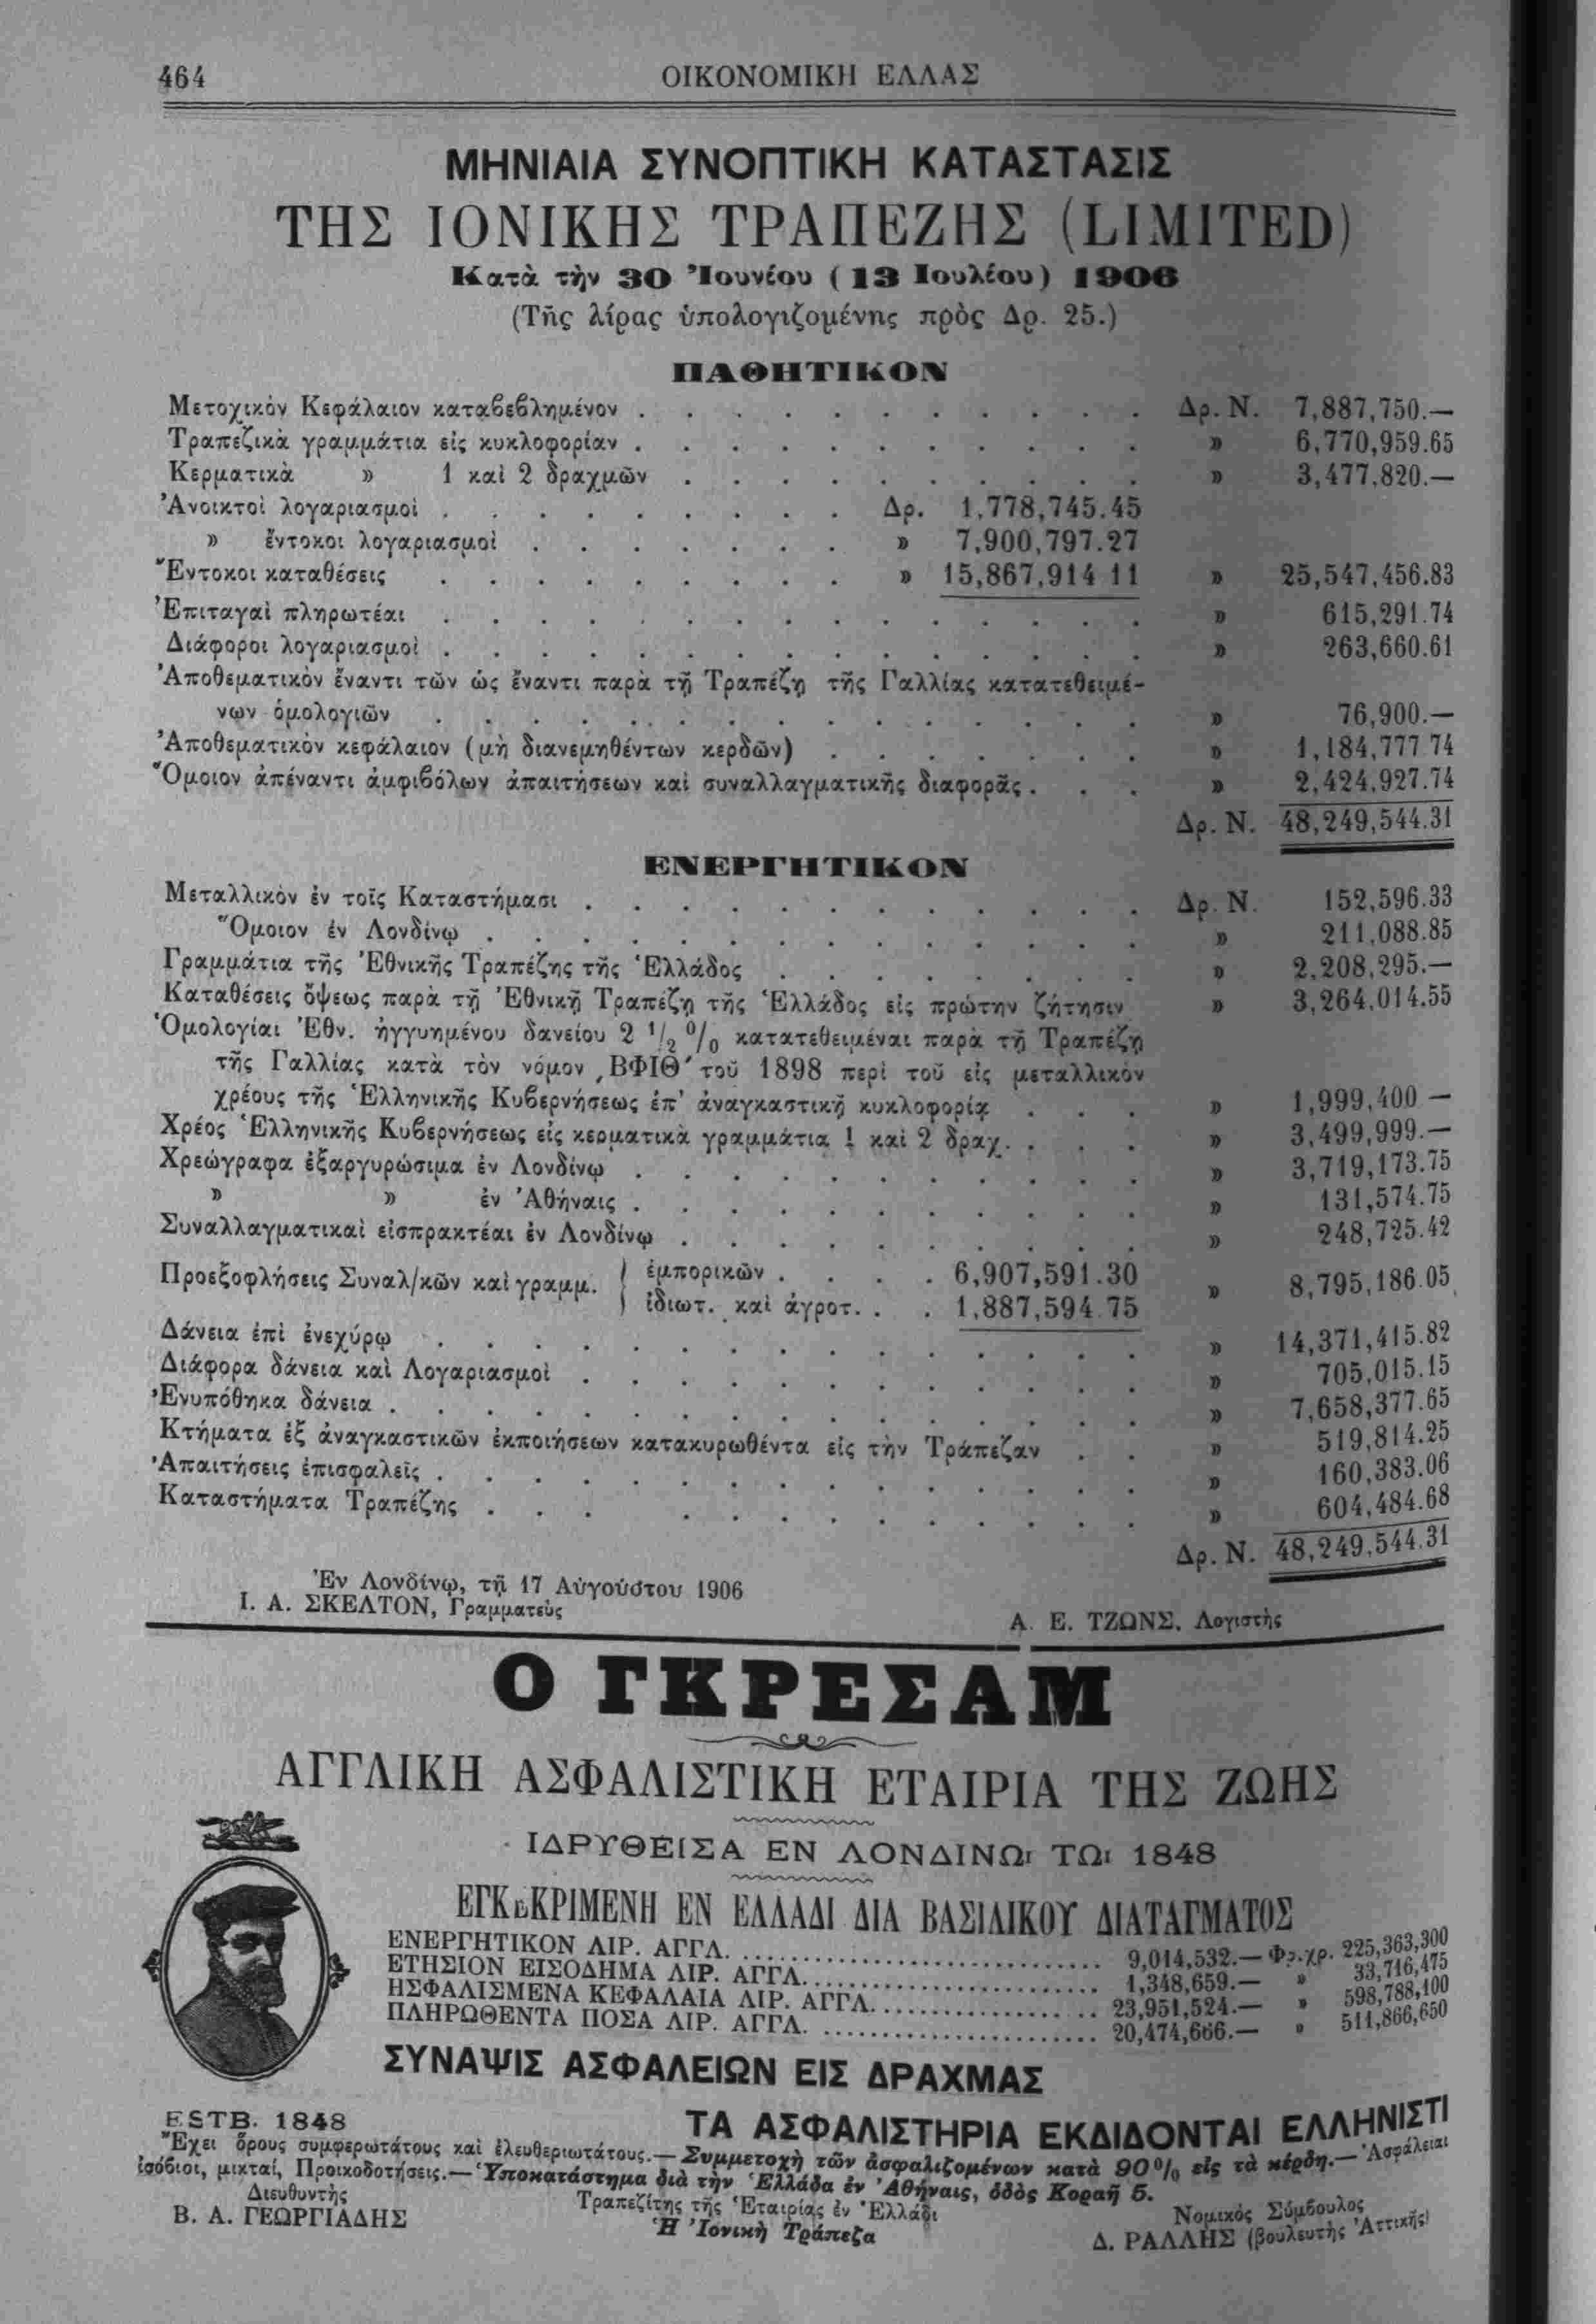 464
ΟΙΚΟΝΟΜΙΚΗ ΕΛΛΑΣ
ΜΗΝΙΑΙΑ ΣΥΝΟΠΤΙΚΗ ΚΑΤΑΣΤΑΣΙΣ
ΤΗΣ ΙΟΝΙΚΗΣ ΤΡΑΠΕΖΗΣ (LIMITED)
Κατὰ τὴν 30 Ἰουνίου (13 Ιουλίου) 1906
(Τῆς λίρας ὑπολογιζομένης πρὸς Δρ. 25.)
ΠΑΘΗΤΙΚΟΝ
Μετοχικὸν Κεφάλαιον καταβεβλημένον . . . . . . . . . . . Δρ. Ν. 7,887,750.—
Τραπεζικὰ γραμμάτια εἰς κυκλοφορίαν . . . . . . . . . . . » 6,770,959.65
Κερματικὰ » 1 καὶ 2 δραχμῶν . . . . . . . . . . » 3,477,820.—
Ἀνοικτοὶ λογαριασμοὶ . . . . . . . . . Δρ. 1,778,745.45
» ἔντοκοι λογαριασμοὶ . . . . . . . » 7,900,797.27
Ἔντοκοι καταθέσεις . . . . . . . . . » 15,867,914 11 » 25,547,456.83
Ἐπιταγαὶ πληρωτέαι . . . . . . . . . . . . . . . » 615,291.74
Διάφοροι λογαριασμοὶ . . . . . . . . . . . . . . . » 263,660.61
Ἀποθεματικὸν ἔναντι τῶν ὡς ἔναντι παρὰ τῇ Τραπέζῃ τῆς Γαλλίας κατατεθειμέ-
νων ὁμολογιῶν . . . . . . . . . . . . . . . » 76,900.—
Ἀποθεματικὸν κεφάλαιον (μὴ διανεμηθέντων κερδῶν) . . . . . . . » 1,184,777 74
Ὅμοιον ἀπέναντι ἀμφιβόλων ἀπαιτήσεων καὶ συναλλαγματικῆς διαφορᾶς . . . » 2,424,927.74
Δρ. Ν. 48,249,544.31
ΕΝΕΡΓΗΤΙΚΟΝ
Μεταλλικὸν ἐν τοῖς Καταστήμασι . . . . . . . . . . . . Δρ. Ν. 152,596.33
Ὅμοιον ἐν Λονδίνῳ . . . . . . . . . . . . . . » 211,088.85
Γραμμάτια τῆς Ἐθνικῆς Τραπέζης τῆς Ἑλλάδος . . . . . . . . » 2,208,295.—
Καταθέσεις ὄψεως παρὰ τῇ Ἐθνικῇ Τραπέζῃ τῆς Ἑλλάδος εἰς πρώτην ζήτησιν » 3,264,014.55
Ὁμολογίαι Ἐθν. ἠγγυημένου δανείου 2 1/2 0/0 κατατεθειμέναι παρὰ τῇ Τραπέζῃ
τῆς Γαλλίας κατὰ τὸν νόμον ͵ΒΦΙΘʹ τοῦ 1898 περὶ τοῦ εἰς μεταλλικὸν
χρέους τῆς Ἑλληνικῆς Κυβερνήσεως ἐπ' ἀναγκαστικῇ κυκλοφορίᾳ . . . » 1,999,400 —
Χρέος Ἑλληνικῆς Κυβερνήσεως εἰς κερματικὰ γραμμάτια 1 καὶ 2 δραχ. . . . » 3,499,999.—
Χρεώγραφα ἐξαργυρώσιμα ἐν Λονδίνῳ . . . . . . . . . . . » 3,719,173.75
» » ἐν Ἀθήναις . . . . . . . . . . . » 131,574.75
Συναλλαγματικαὶ εἰσπρακτέαι ἐν Λονδίνῳ . . . . . . . . . . » 248,725.42
Προεξοφλήσεις Συναλ/κῶν καὶ γραμμ. { ἐμπορικῶν . . . . 6,907,591.30
ἰδιωτ. καὶ ἀγροτ. . . 1,887,594.75 » 8,795,186.05
Δάνεια ἐπὶ ἐνεχύρῳ . . . . . . . . . . . . . . . » 14,371,415.82
Διάφορα δάνεια καὶ Λογαριασμοὶ . . . . . . . . . . . . » 705,015.15
Ἐνυπόθηκα δάνεια . . . . . . . . . . . . . . . . » 7,658,377.65
Κτήματα ἐξ ἀναγκαστικῶν ἐκποιήσεων κατακυρωθέντα εἰς τὴν Τράπεζαν . . » 519,814.25
Ἀπαιτήσεις ἐπισφαλεῖς . . . . . . . . . . . . . . . » 160,383.06
Καταστήματα Τραπέζης . . . . . . . . . . . . . » 604,484.68
Δρ. Ν. 48,249,544.31
Ἐν Λονδίνῳ, τῇ 17 Αὐγούστου 1906
Ι. Α. ΣΚΕΛΤΟΝ, Γραμματεὺς
Α. Ε. ΤΖΩΝΣ, Λογιστὴς
Ο ΓΚΡΕΣΑΜ
ΑΓΓΛΙΚΗ ΑΣΦΑΛΙΣΤΙΚΗ ΕΤΑΙΡΙΑ ΤΗΣ ΖΩΗΣ
ΙΔΡΥΘΕΙΣΑ ΕΝ ΛΟΝΔΙΝΩι ΤΩι 1848
ΕΓΚεΚΡΙΜΕΝΗ ΕΝ ΕΛΛΑΔΙ ΔΙΑ ΒΑΣΙΛΙΚΟΥ ΔΙΑΤΑΓΜΑΤΟΣ
ΕΝΕΡΓΗΤΙΚΟΝ ΛΙΡ. ΑΓΓΛ. .......... 9,014,532.— Φρ.χρ. 225,363,300
ΕΤΗΣΙΟΝ ΕΙΣΟΔΗΜΑ ΛΙΡ. ΑΓΓΛ. .......... 1,348,659.— » 33,716,475
ΗΣΦΑΛΙΣΜΕΝΑ ΚΕΦΑΛΑΙΑ ΛΙΡ. ΑΓΓΛ. .......... 23,951,524.— » 598,788,100
ΠΛΗΡΩΘΕΝΤΑ ΠΟΣΑ ΛΙΡ. ΑΓΓΛ. .......... 20,474,666.— » 511,866,650
ΣΥΝΑΨΙΣ ΑΣΦΑΛΕΙΩΝ ΕΙΣ ΔΡΑΧΜΑΣ
ESTB. 1848
ΤΑ ΑΣΦΑΛΙΣΤΗΡΙΑ ΕΚΔΙΔΟΝΤΑΙ ΕΛΛΗΝΙΣΤΙ
Ἔχει ὅρους συμφερωτάτους καὶ ἐλευθεριωτάτους.— Συμμετοχὴ τῶν ἀσφαλιζομένων κατὰ 90 0/0 εἰς τὰ κέρδη.— Ἀσφάλειαι
ἰσόβιοι, μικταί, Προικοδοτήσεις.— Ὑποκατάστημα διὰ τὴν Ἑλλάδα ἐν Ἀθήναις, ὁδὸς Κοραῆ 5.
Διευθυντὴς
Β. Α. ΓΕΩΡΓΙΑΔΗΣ
Τραπεζίτης τῆς Ἑταιρίας ἐν Ἑλλάδι
Ἡ Ἰονικὴ Τράπεζα
Νομικὸς Σύμβουλος
Δ. ΡΑΛΛΗΣ (βουλευτὴς Ἀττικῆς)